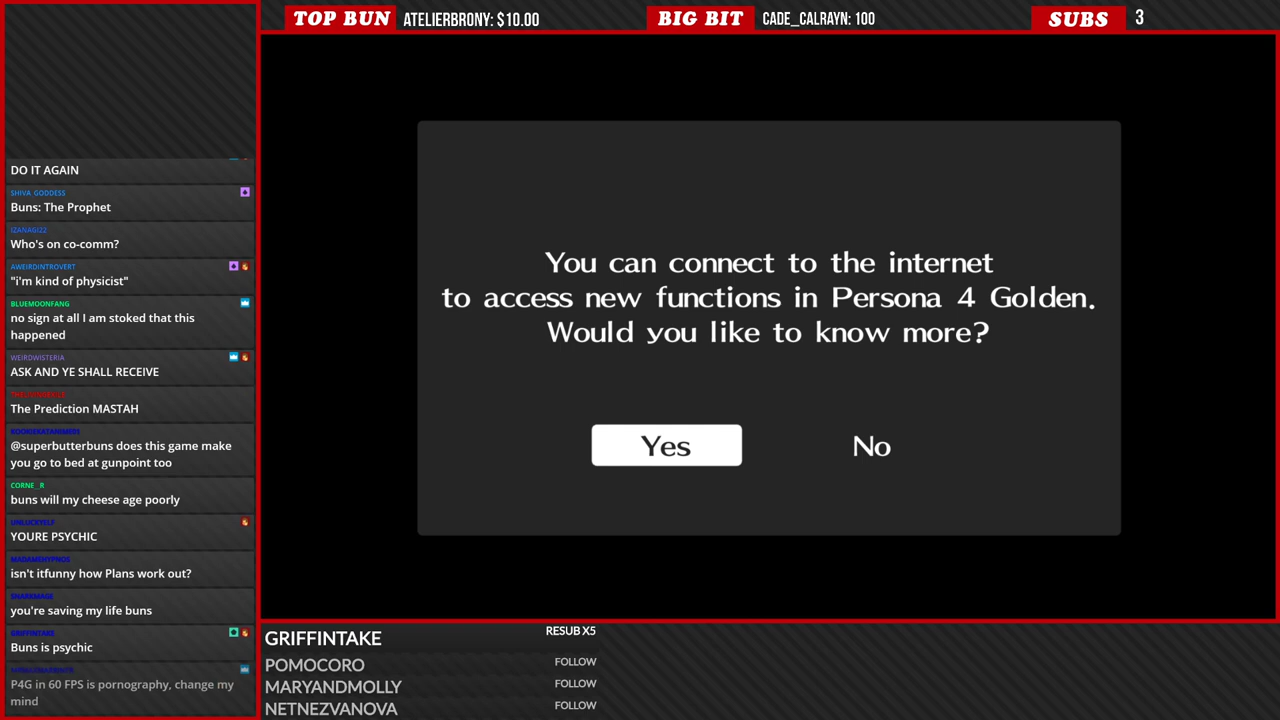 TOP BUN ATELIERBRONY: $10.00 BIG BIT CADE_CALRAYN: 100 SUBS 3
DO IT AGAIN
SHIVA GODDESS
Buns: The Prophet
IZANAGI22
Who's on co-comm?
AWEIRDINTROVERT
"i'm kind of physicist"
BLUEMOONFANG
no sign at all I am stoked that this
happened
WEIRDWISTERIA
ASK AND YE SHALL RECEIVE
The Prediction MASTAH
@superbutterbuns does this game make
you go to bed at gunpoint too
CORNE_R
buns will my cheese age poorly
UNLUCKYELF
YOURE PSYCHIC
MADAMEHYPNOS
isn't itfunny how Plans work out?
SHARKMAGE
you're saving my life buns
GRIFFINTAKE
Buns is psychic
P4G in 60 FPS is pornography, change my
mind
You can connect to the internet
to access new functions in Persona 4 Golden.
Would you like to know more?
Yes No
GRIFFINTAKE RESUB X5
POMOCORO FOLLOW
MARYANDMOLLY FOLLOW
NETNEZVANOVA FOLLOW